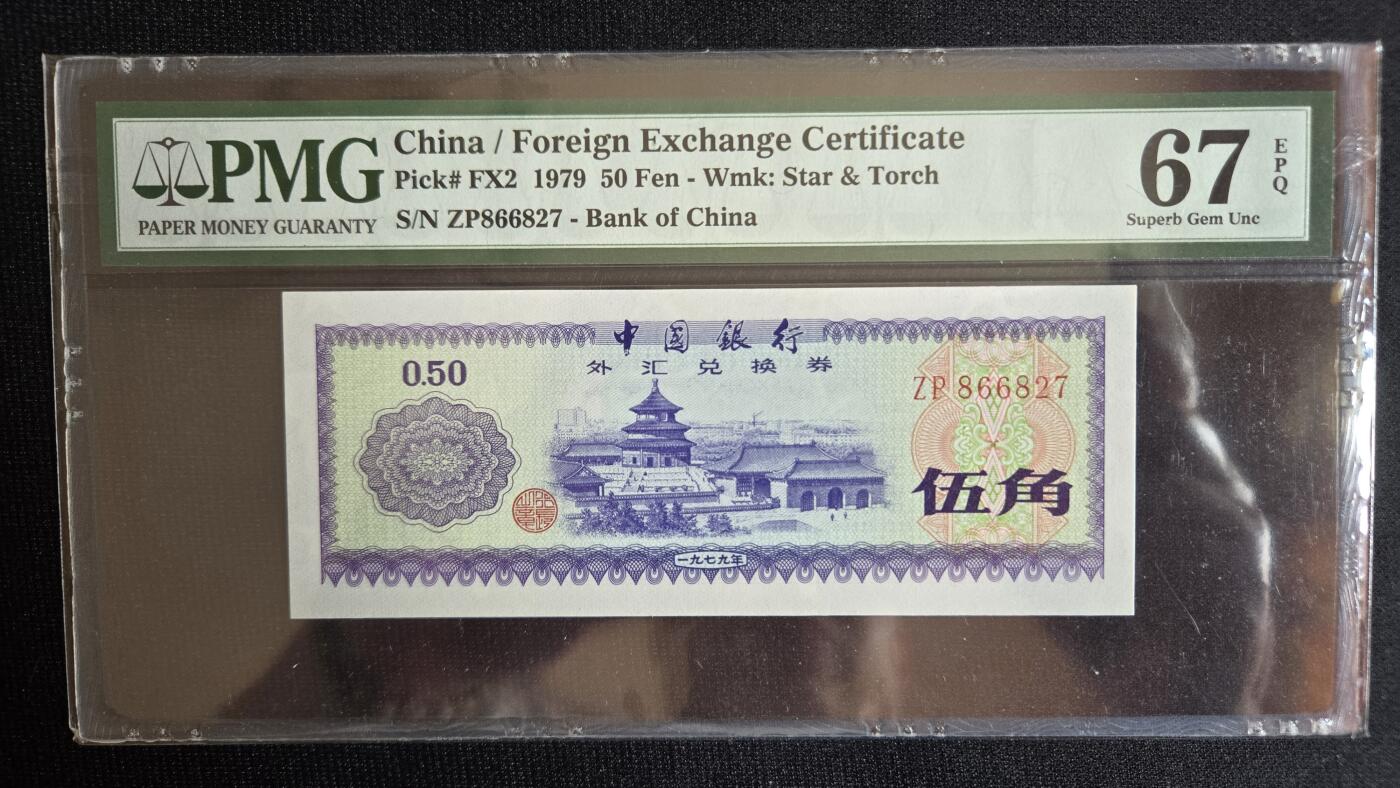 PMG
PAPER MONEY GUARANTY
China / Foreign Exchange Certificate
Pick# FX2 1979 50 Fen - Wmk: Star & Torch
S/N ZP866827 - Bank of China
67
EPQ
Superb Gem Unc
中国銀行
外汇兑换券
0.50
ZP 866827
伍角
一九七九年